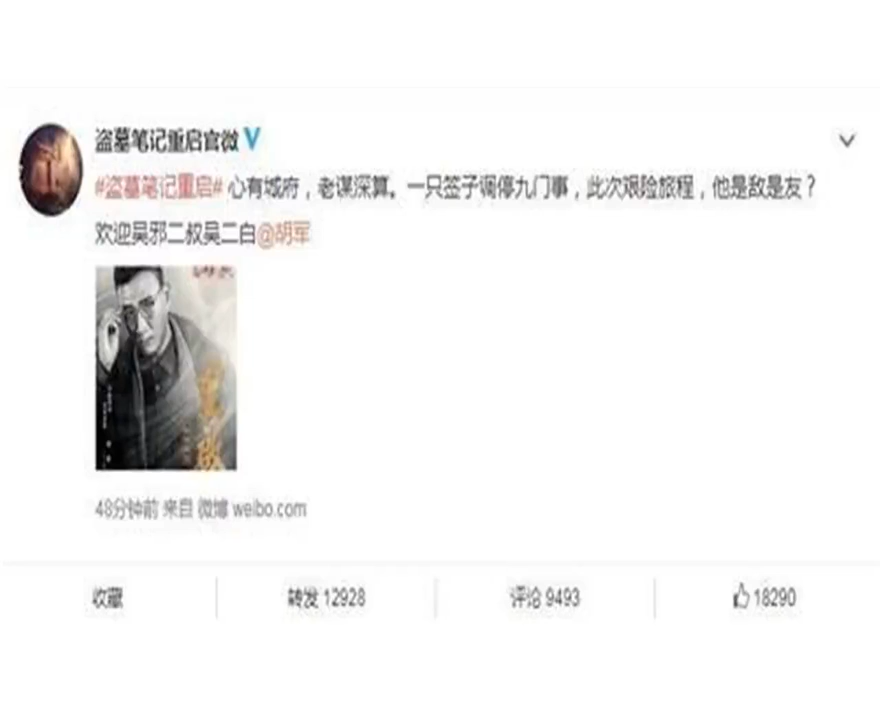 盗墓笔记重启官微
#盗墓笔记重启# 心有城府，老谋深算。一只签子调停九门事，此次艰险旅程，他是敌是友？
欢迎吴邪二叔吴二白@胡军
48分钟前 来自 微博 weibo.com
收藏
转发 12928
评论 9493
18290